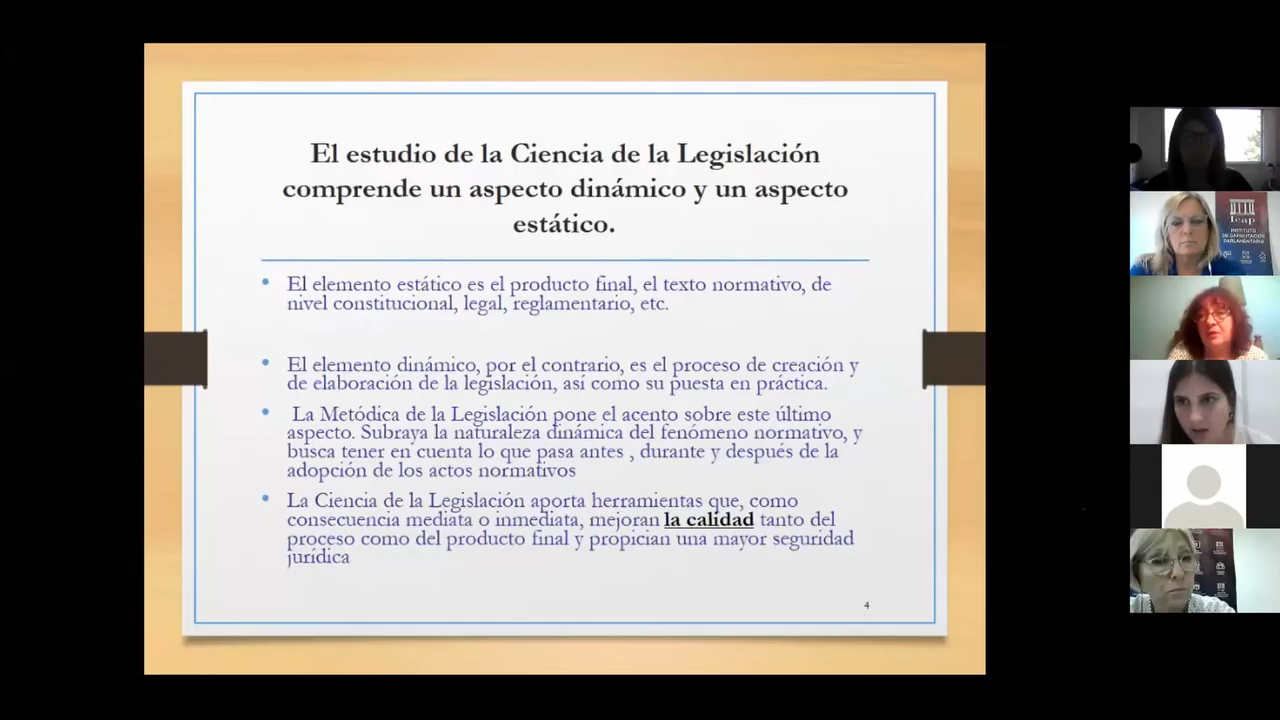 El estudio de la Ciencia de la Legislación
comprende un aspecto dinámico y un aspecto
estático.
El elemento estático es el producto final, el texto normativo, de
nivel constitucional, legal, reglamentario, etc.
El elemento dinámico, por el contrario, es el proceso de creación y
de elaboración de la legislación, así como su puesta en práctica.
La Metódica de la Legislación pone el acento sobre este último
aspecto. Subraya la naturaleza dinámica del fenómeno normativo, y
busca tener en cuenta lo que pasa antes , durante y después de la
adopción de los actos normativos
La Ciencia de la Legislación aporta herramientas que, como
consecuencia mediata o inmediata, mejoran la calidad tanto del
proceso como del producto final y propician una mayor seguridad
jurídica
4
Icap
INSTITUTO
DE CAPACITACIÓN
PARLAMENTARIA